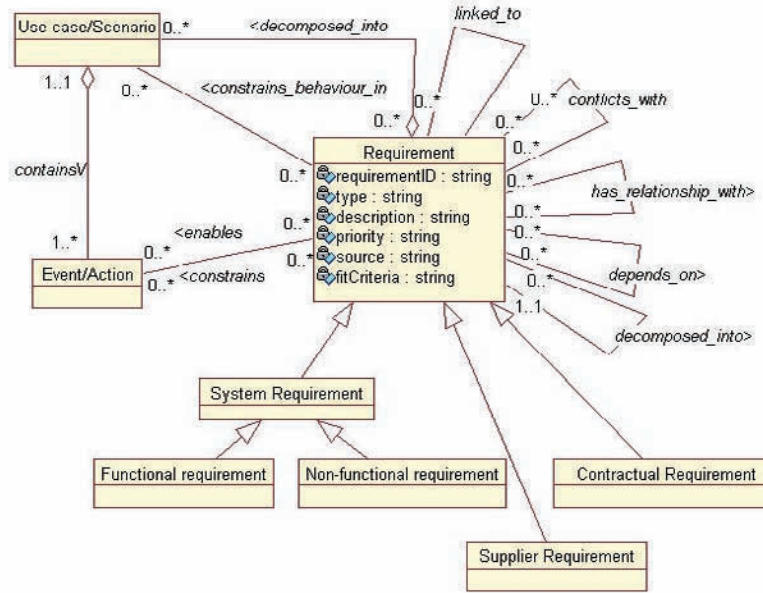 Use case/Scenario
0..*
<decomposed_into
linked_to
1..1
0..*
<constrains_behaviour_in
0..*
0..*
U..*
conflicts_with
0..*
0..*
containsV
0..*
Requirement
requirementID : string
type : string
description : string
priority : string
source : string
fitCriteria : string
0..*
has_relationship_with>
0..*
0..*
0..*
depends_on>
0..*
1..1
decomposed_into>
<enables
0..*
0..*
1..*
Event/Action
0..*
<constrains
0..*
System Requirement
Functional requirement
Non-functional requirement
Contractual Requirement
Supplier Requirement